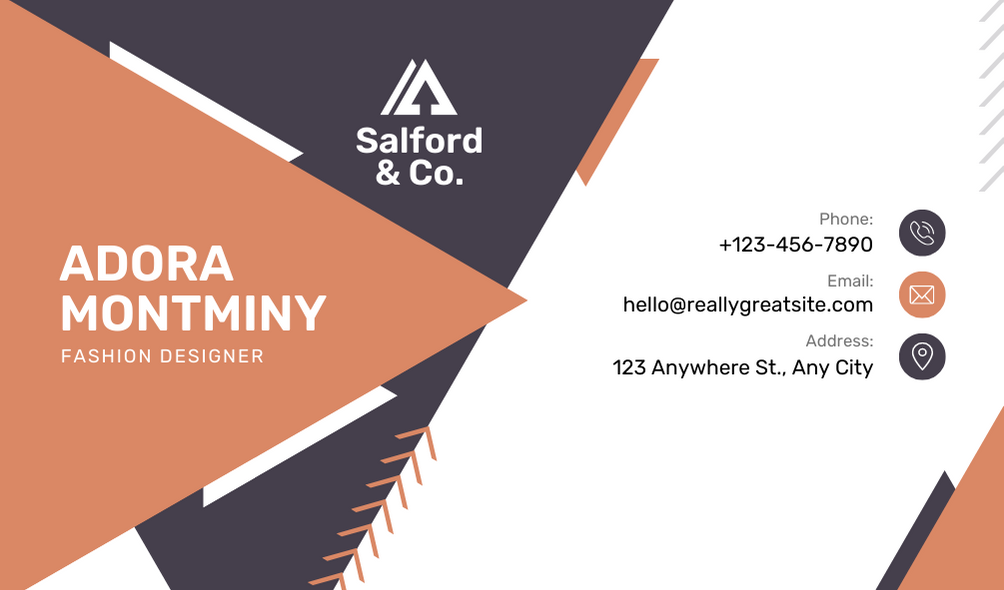 Salford
& Co.
ADORA
MONTMINY
FASHION DESIGNER
Phone:
+123-456-7890
Email:
hello@reallygreatsite.com
Address:
123 Anywhere St., Any City